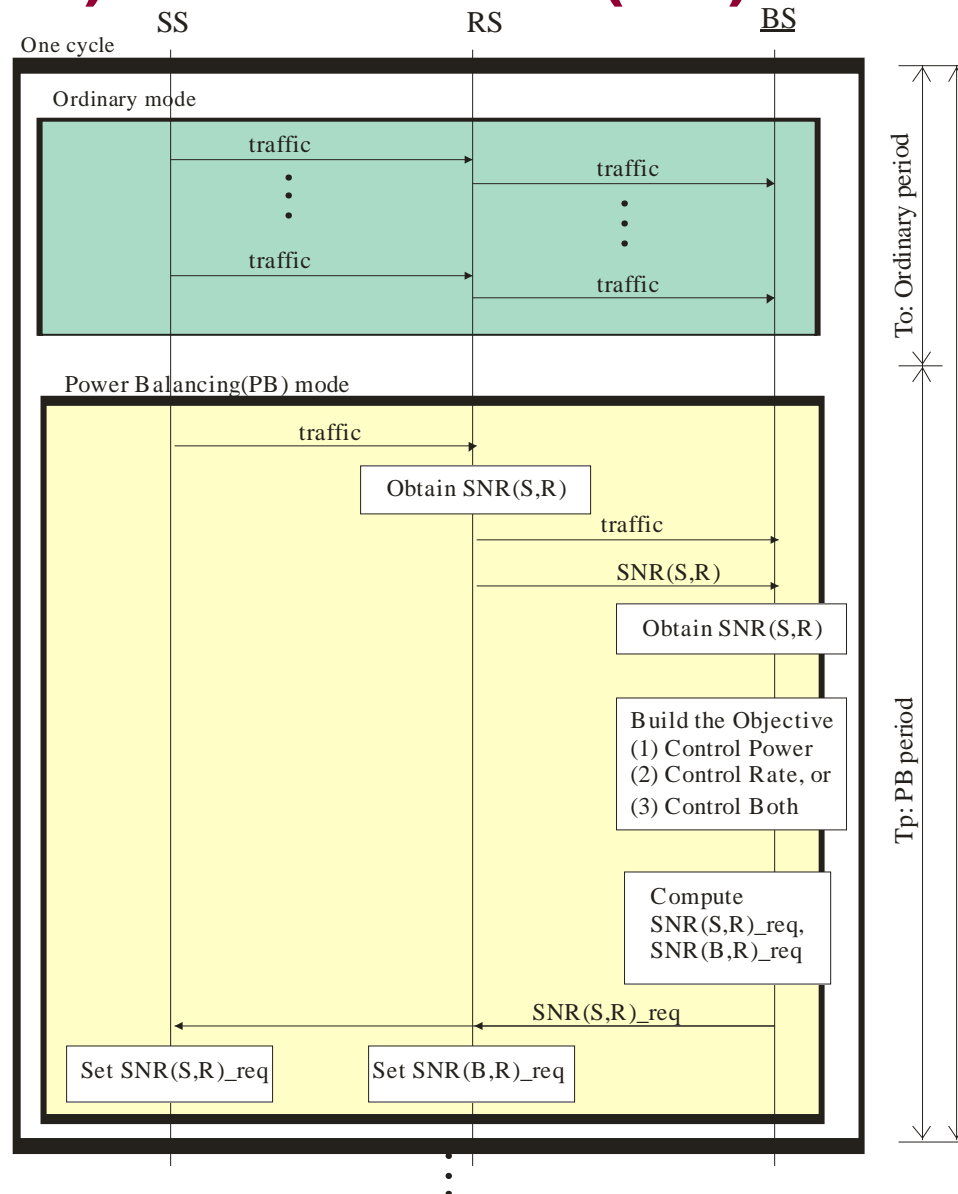 SS RS BS
One cycle
Ordinary mode
traffic
traffic
traffic
traffic
To: Ordinary period
Power Balancing(PB) mode
traffic
Obtain SNR(S,R)
traffic
SNR(S,R)
Obtain SNR(S,R)
Build the Objective
(1) Control Power
(2) Control Rate, or
(3) Control Both
Tp: PB period
Compute
SNR(S,R)_req,
SNR(B,R)_req
SNR(S,R)_req
Set SNR(S,R)_req
Set SNR(B,R)_req